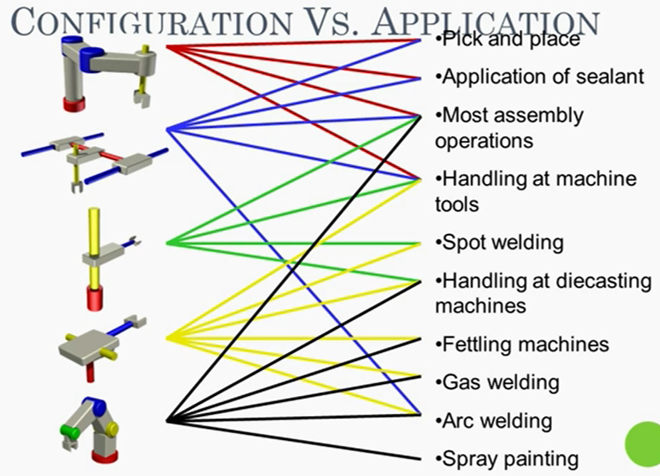 CONFIGURATION VS. APPLICATION
•Pick and place
•Application of sealant
•Most assembly
operations
•Handling at machine
tools
•Spot welding
•Handling at diecasting
machines
•Fettling machines
•Gas welding
•Arc welding
•Spray painting